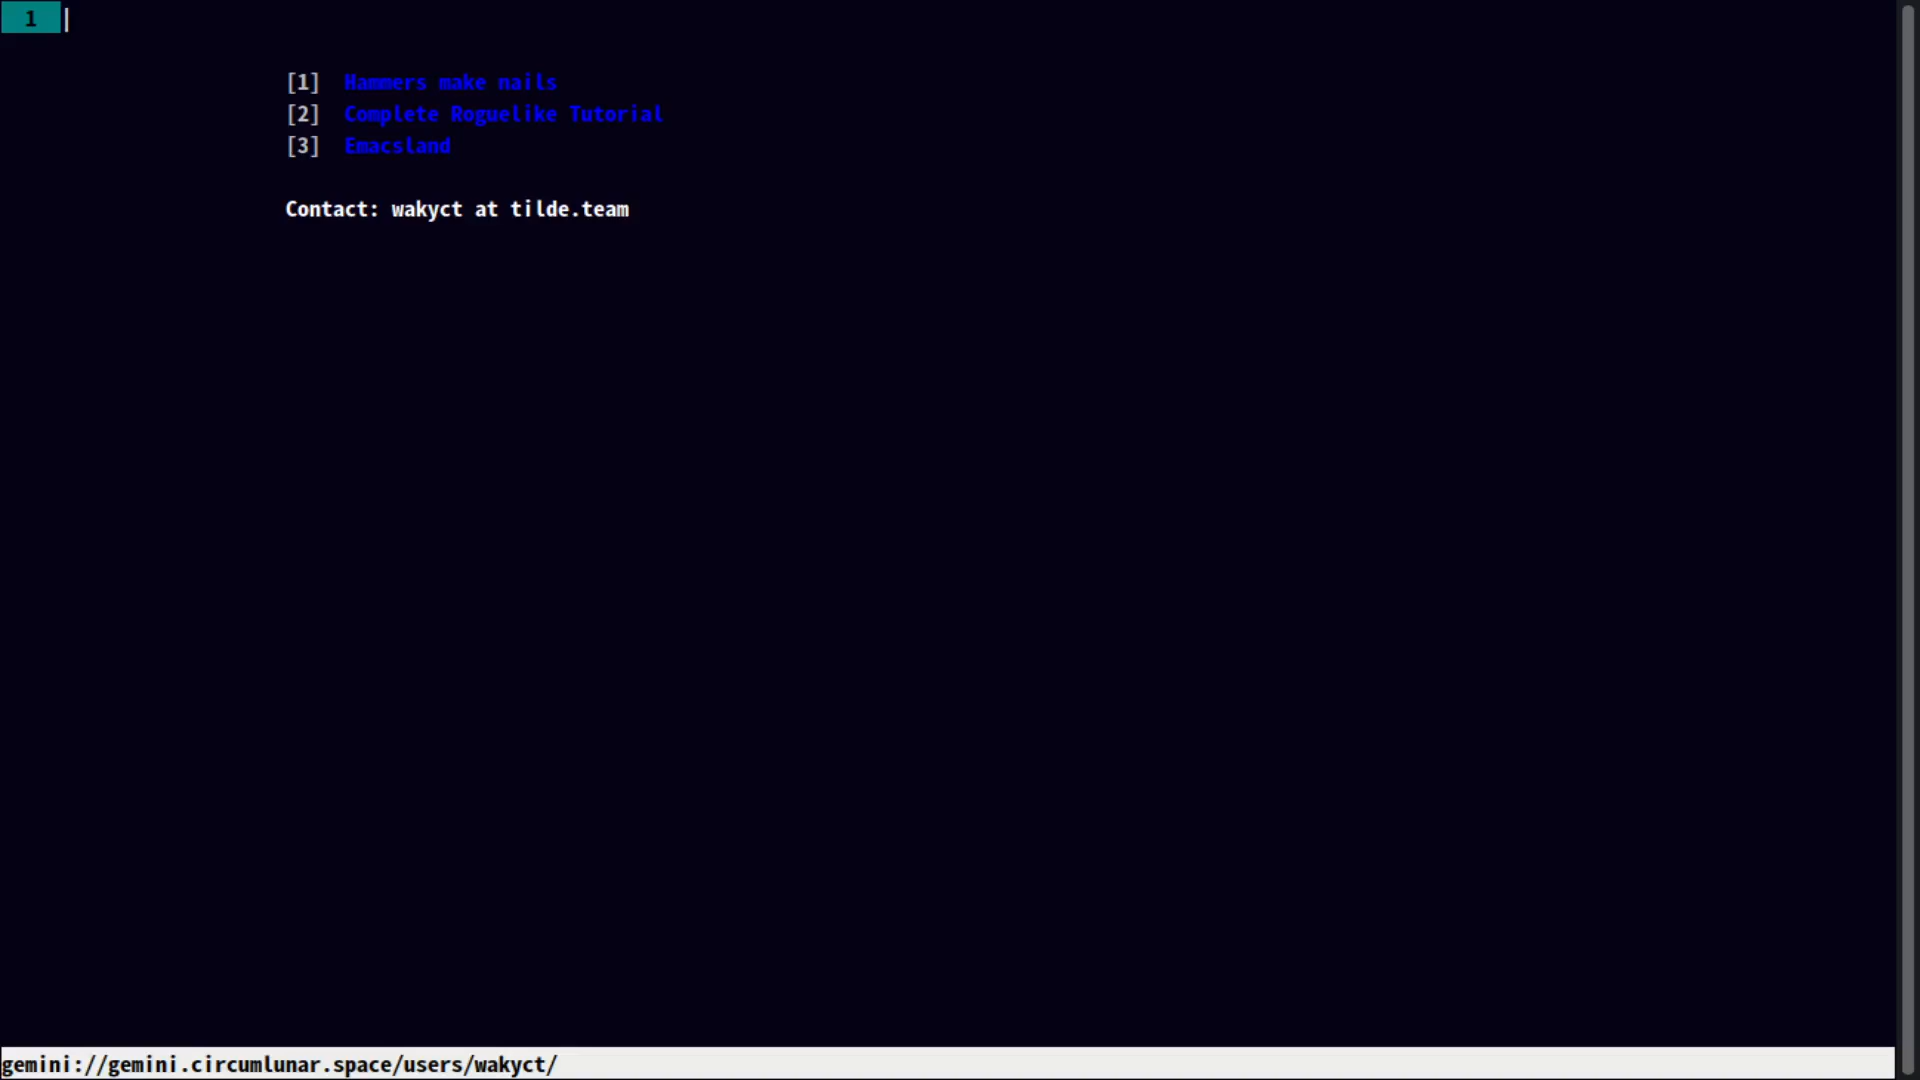 1
[1] Hammers make nails
[2] Complete Roguelike Tutorial
[3] Emacsland
Contact: wakyct at tilde.team
gemini://gemini.circumlunar.space/users/wakyct/